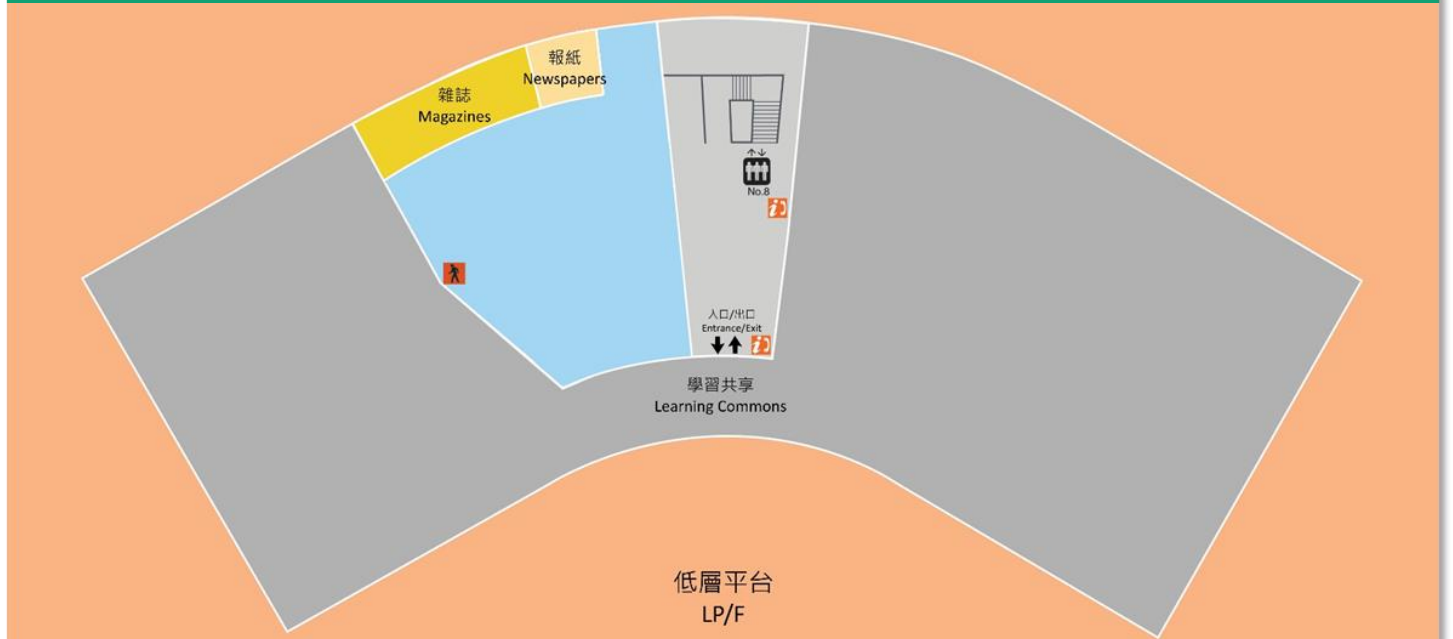 報紙
Newspapers
雜誌
Magazines
No.8
入口/出口
Entrance/Exit
學習共享
Learning Commons
低層平台
LP/F